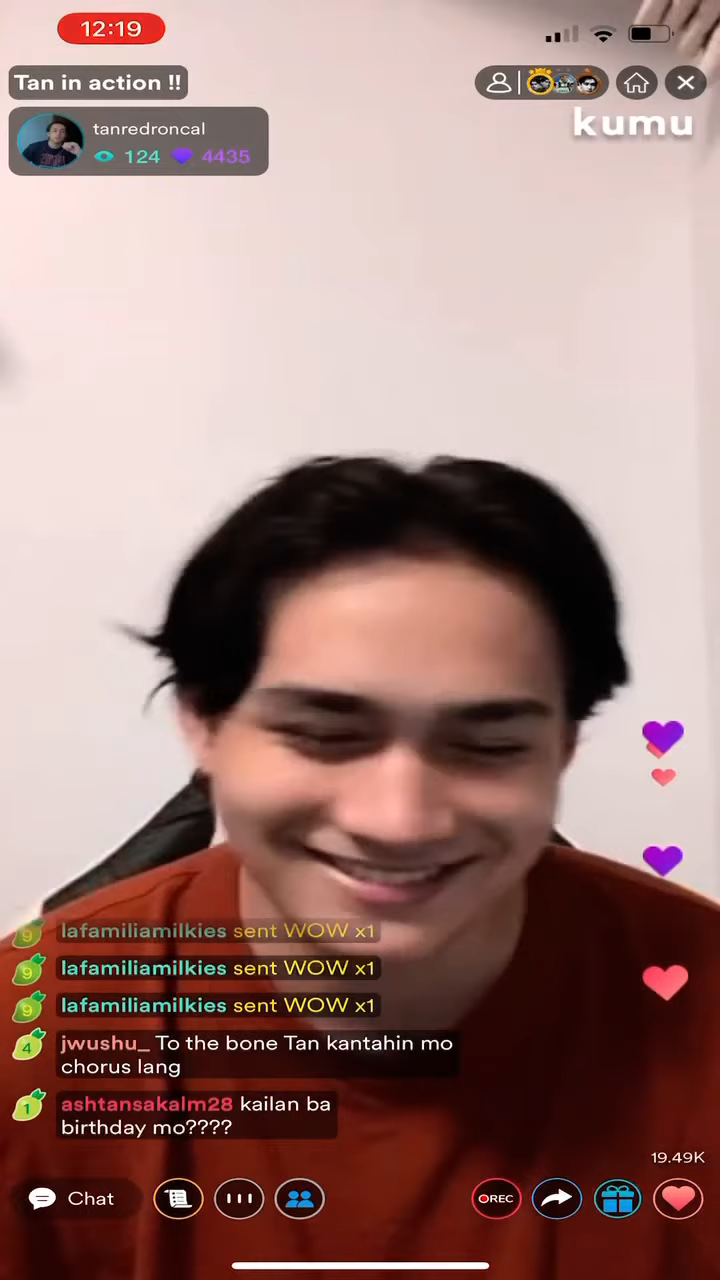 12:19
Tan in action !!
kumu
tanredroncal
124 4435
9 lafamiliamilkies sent WOW x1
9 lafamiliamilkies sent WOW x1
9 lafamiliamilkies sent WOW x1
4 jwushu_ To the bone Tan kantahin mo
chorus lang
1 ashtansakalm28 kailan ba
birthday mo????
19.49K
Chat
REC